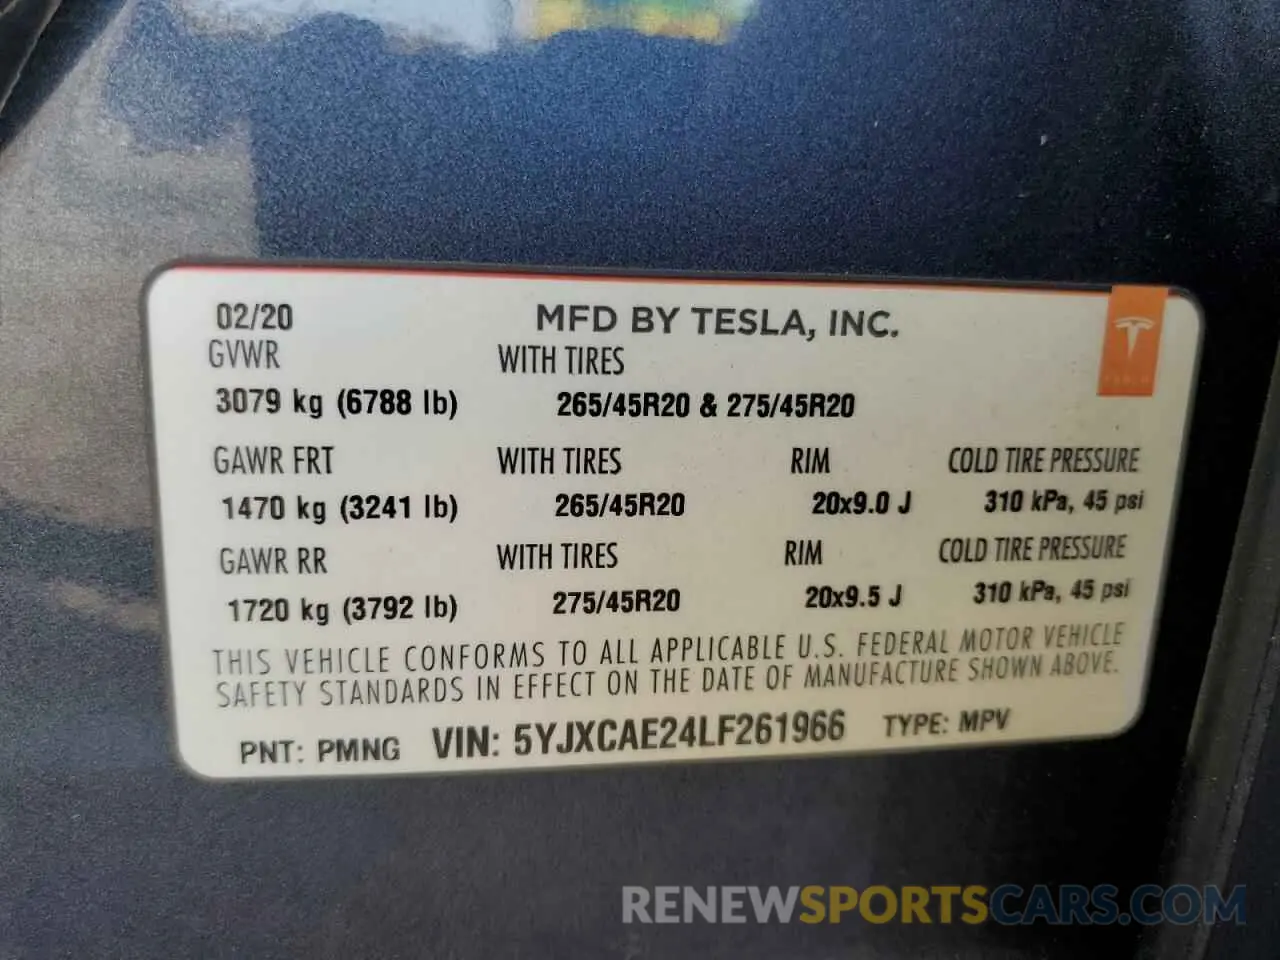 02/20 MFD BY TESLA, INC.
GVWR WITH TIRES
3079 kg (6788 lb) 265/45R20 & 275/45R20
GAWR FRT WITH TIRES RIM COLD TIRE PRESSURE
1470 kg (3241 lb) 265/45R20 20x9.0 J 310 kPa, 45 psi
GAWR RR WITH TIRES RIM COLD TIRE PRESSURE
1720 kg (3792 lb) 275/45R20 20x9.5 J 310 kPa, 45 psi
THIS VEHICLE CONFORMS TO ALL APPLICABLE U.S. FEDERAL MOTOR VEHICLE
SAFETY STANDARDS IN EFFECT ON THE DATE OF MANUFACTURE SHOWN ABOVE.
PNT: PMNG VIN: 5YJXCAE24LF261966 TYPE: MPV
RENEWSPORTSCARS.COM